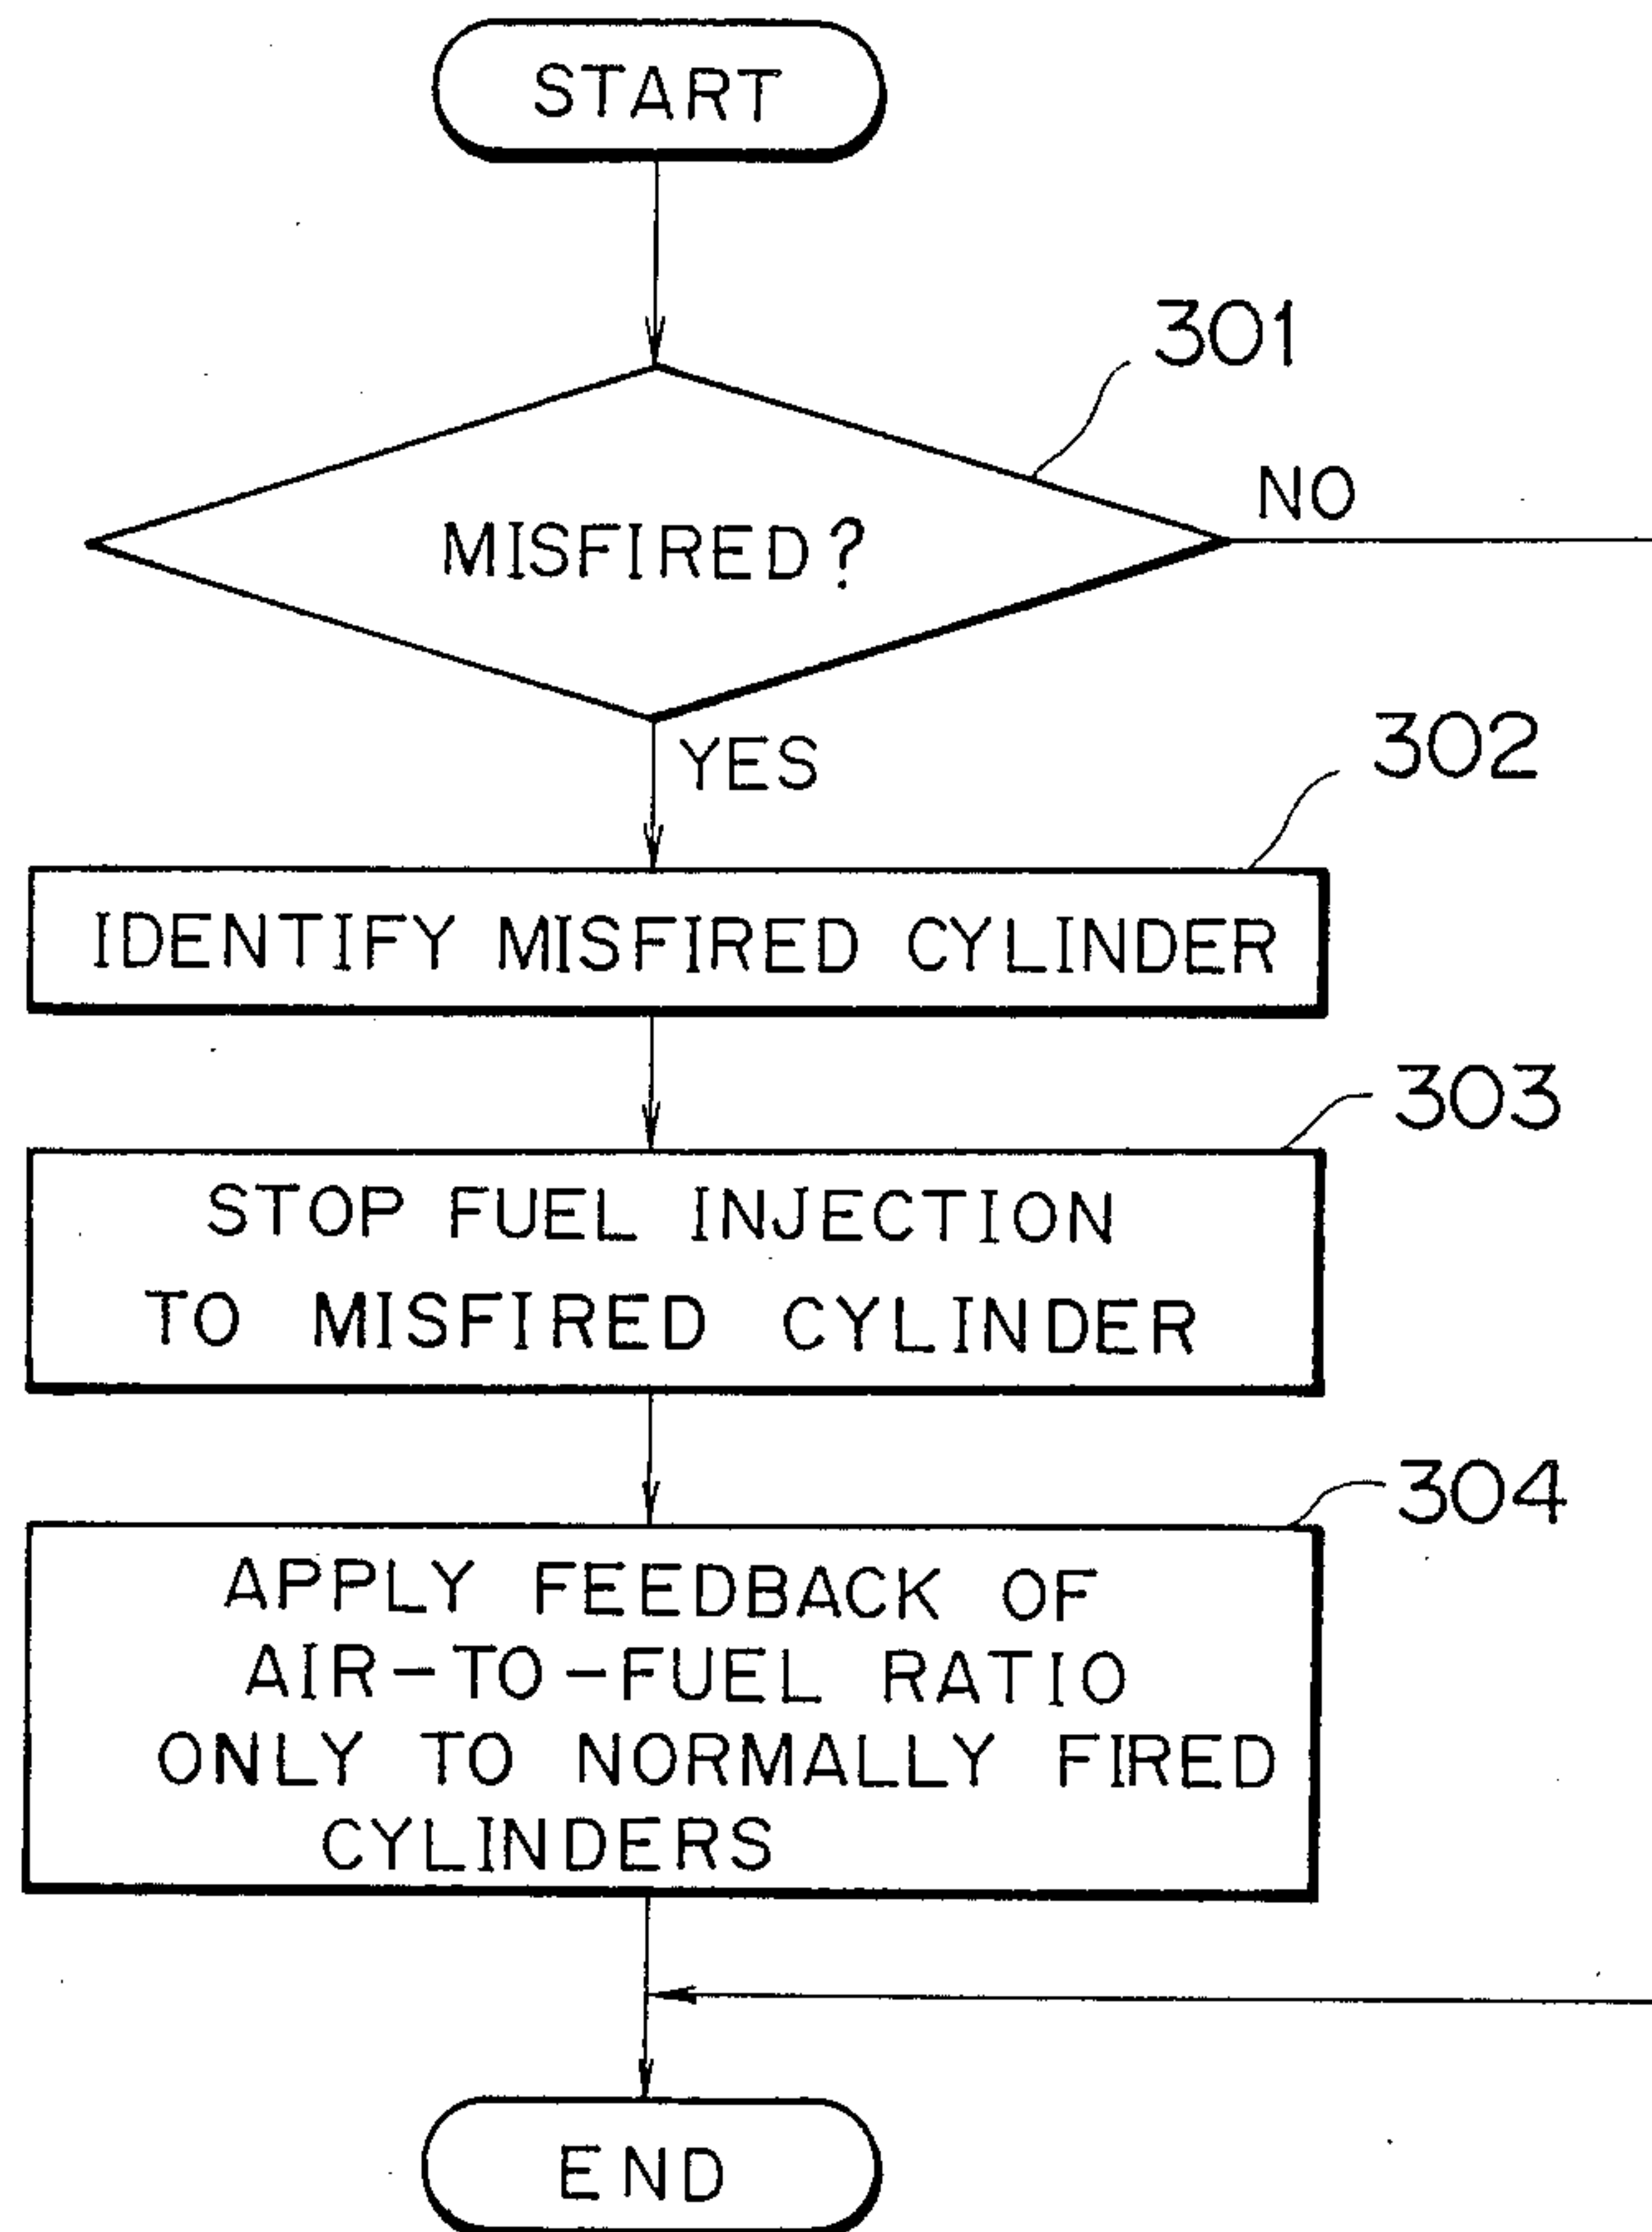 START
301
MISFIRED?
NO
YES
302
IDENTIFY MISFIRED CYLINDER
303
STOP FUEL INJECTION
TO MISFIRED CYLINDER
304
APPLY FEEDBACK OF
AIR-TO-FUEL RATIO
ONLY TO NORMALLY FIRED
CYLINDERS
END